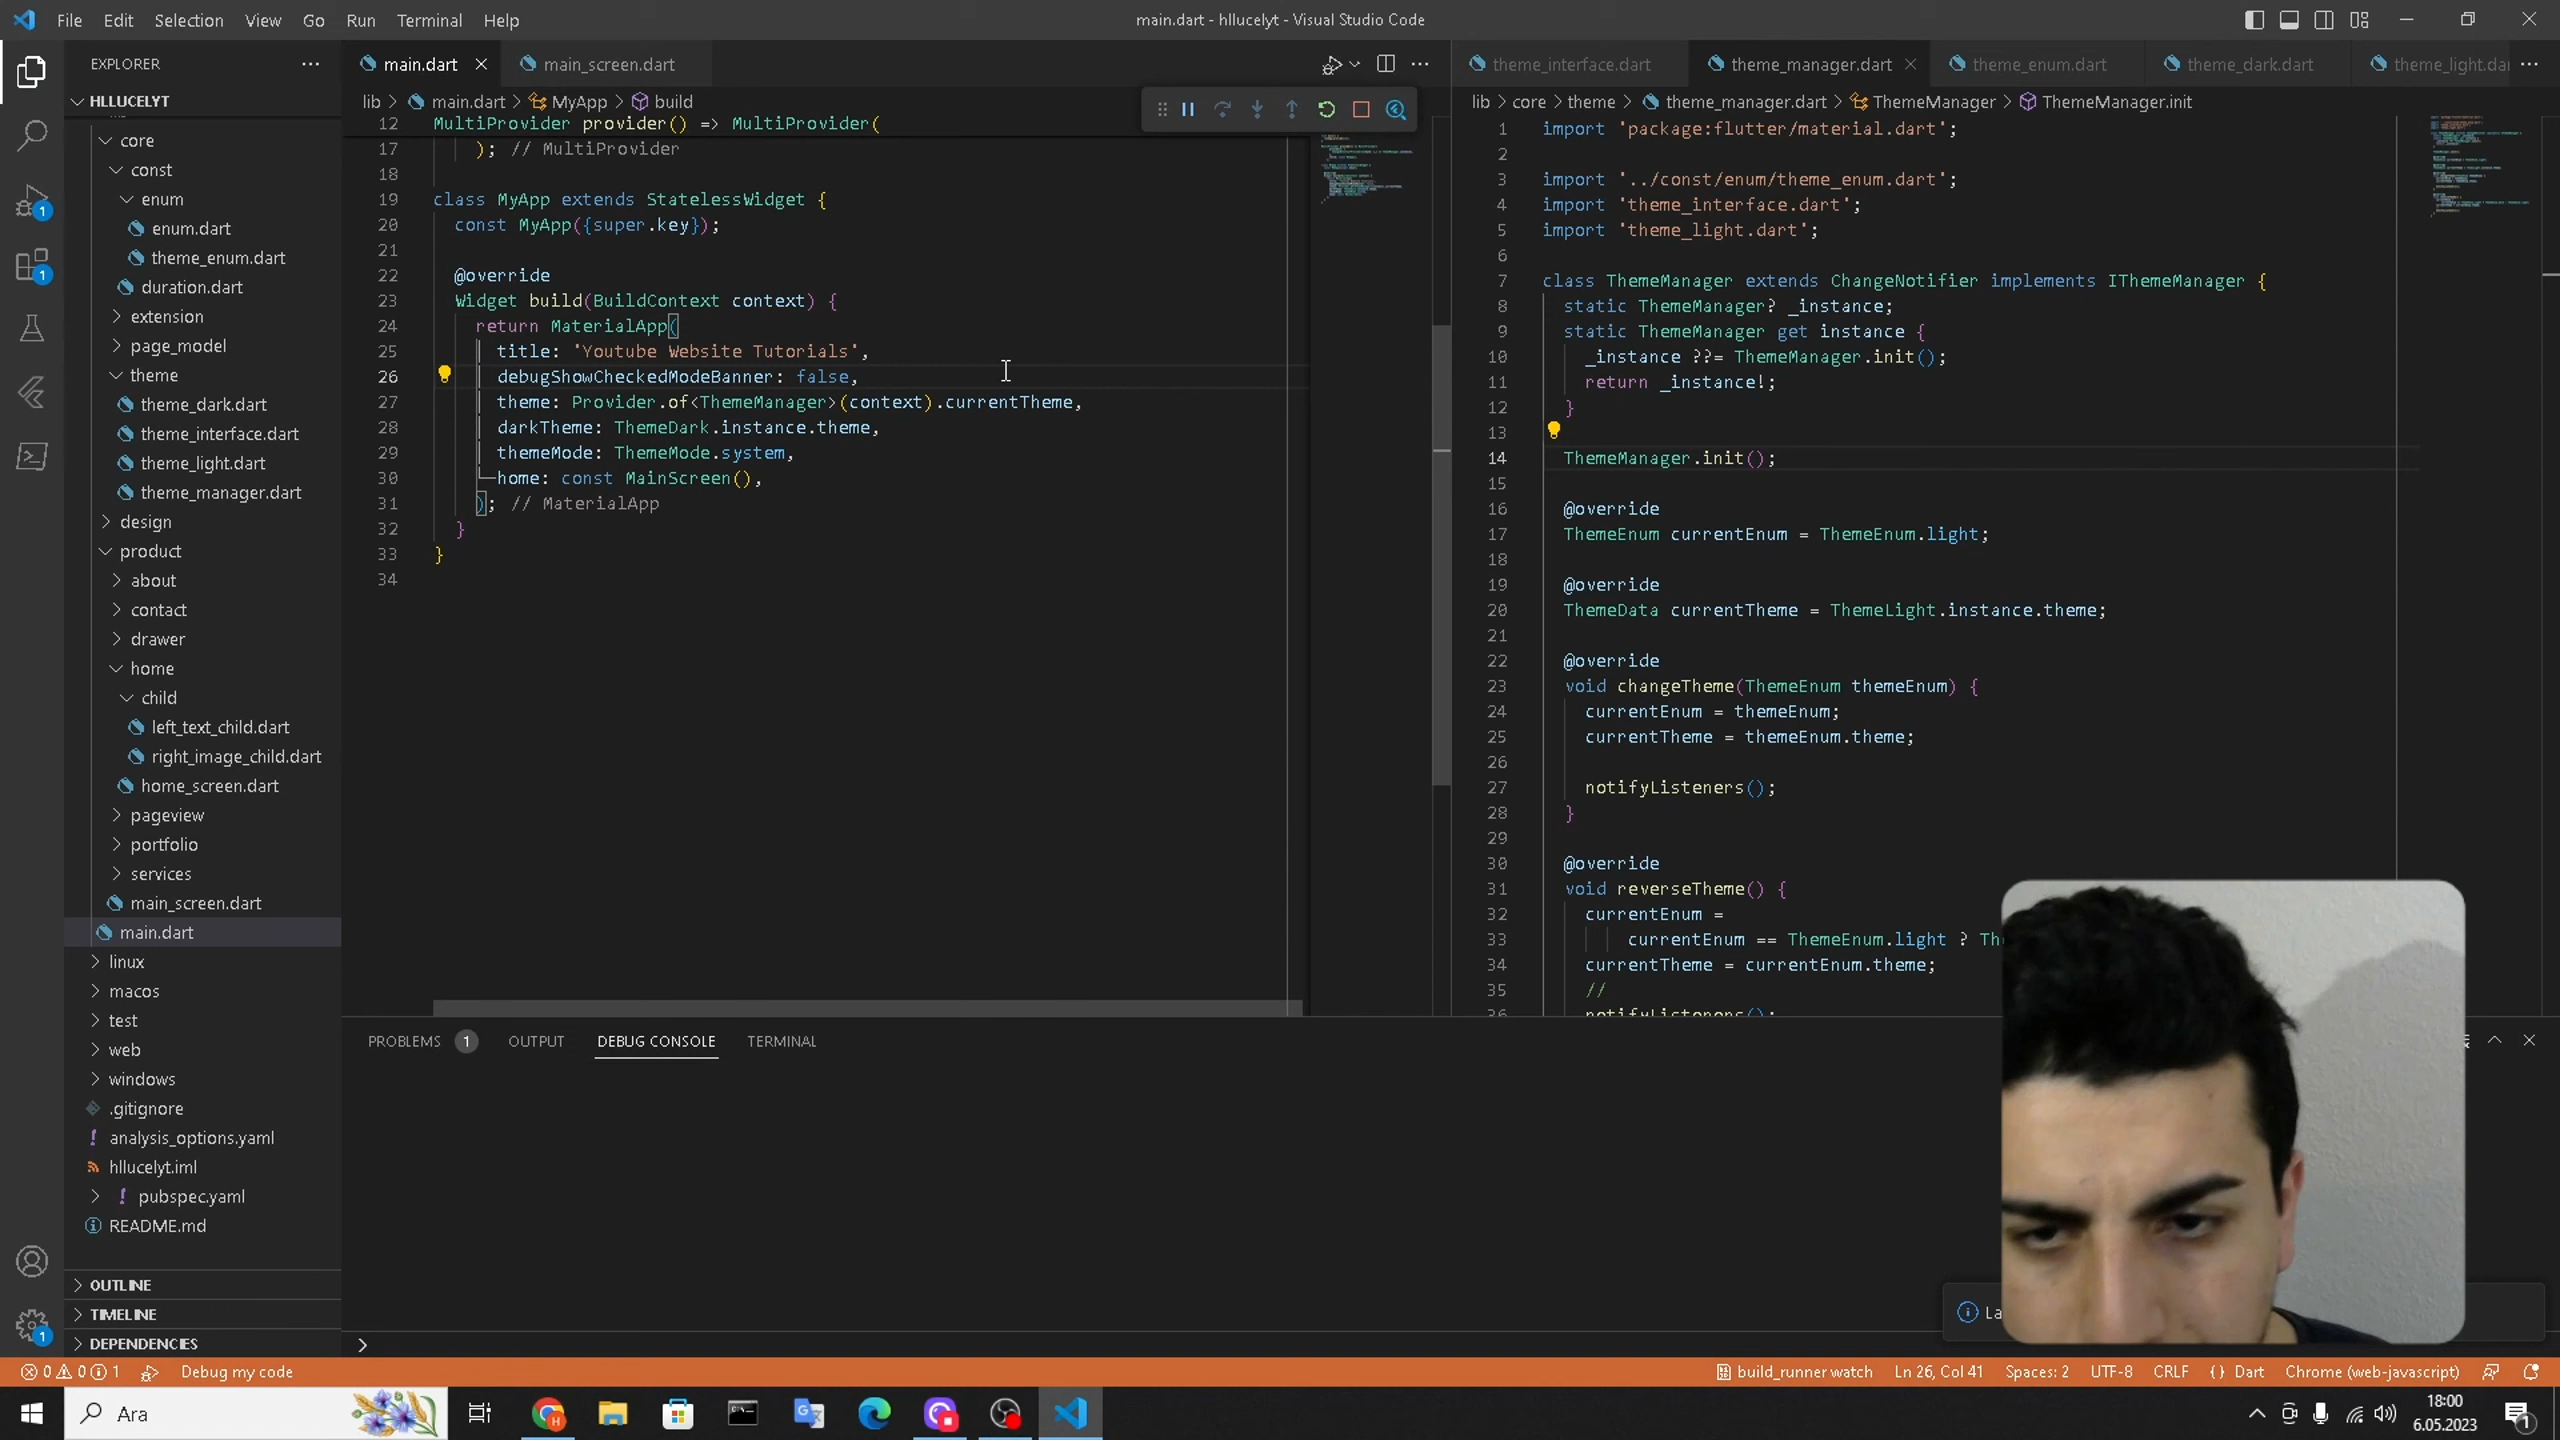 File Edit Selection View Go Run Terminal Help
main.dart - hllucelyt - Visual Studio Code
EXPLORER
HLLUCELYT
core
const
enum
enum.dart
theme_enum.dart
duration.dart
extension
page_model
theme
theme_dark.dart
theme_interface.dart
theme_light.dart
theme_manager.dart
design
product
about
contact
drawer
home
child
left_text_child.dart
right_image_child.dart
home_screen.dart
pageview
portfolio
services
main_screen.dart
main.dart
linux
macos
test
web
windows
.gitignore
analysis_options.yaml
hllucelyt.iml
pubspec.yaml
README.md
OUTLINE
TIMELINE
DEPENDENCIES
main.dart main_screen.dart
lib > main.dart > MyApp > build
12 MultiProvider provider() => MultiProvider(
17 ); // MultiProvider
18
19 class MyApp extends StatelessWidget {
20 const MyApp({super.key});
21
22 @override
23 Widget build(BuildContext context) {
24 return MaterialApp(
25 title: 'Youtube Website Tutorials',
26 debugShowCheckedModeBanner: false,
27 theme: Provider.of<ThemeManager>(context).currentTheme,
28 darkTheme: ThemeDark.instance.theme,
29 themeMode: ThemeMode.system,
30 home: const MainScreen(),
31 ); // MaterialApp
32 }
33 }
34
theme_interface.dart theme_manager.dart theme_enum.dart theme_dark.dart theme_light.da
lib > core > theme > theme_manager.dart > ThemeManager > ThemeManager.init
1 import 'package:flutter/material.dart';
2
3 import '../const/enum/theme_enum.dart';
4 import 'theme_interface.dart';
5 import 'theme_light.dart';
6
7 class ThemeManager extends ChangeNotifier implements IThemeManager {
8 static ThemeManager? _instance;
9 static ThemeManager get instance {
10 _instance ??= ThemeManager.init();
11 return _instance!;
12 }
13
14 ThemeManager.init();
15
16 @override
17 ThemeEnum currentEnum = ThemeEnum.light;
18
19 @override
20 ThemeData currentTheme = ThemeLight.instance.theme;
21
22 @override
23 void changeTheme(ThemeEnum themeEnum) {
24 currentEnum = themeEnum;
25 currentTheme = themeEnum.theme;
26
27 notifyListeners();
28 }
29
30 @override
31 void reverseTheme() {
32 currentEnum =
33 currentEnum == ThemeEnum.light ? Th
34 currentTheme = currentEnum.theme;
35 //
36 notifyListeners();
PROBLEMS 1 OUTPUT DEBUG CONSOLE TERMINAL
La
0 0 1 Debug my code
build_runner watch Ln 26, Col 41 Spaces: 2 UTF-8 CRLF {} Dart Chrome (web-javascript)
Ara
18:00
6.05.2023